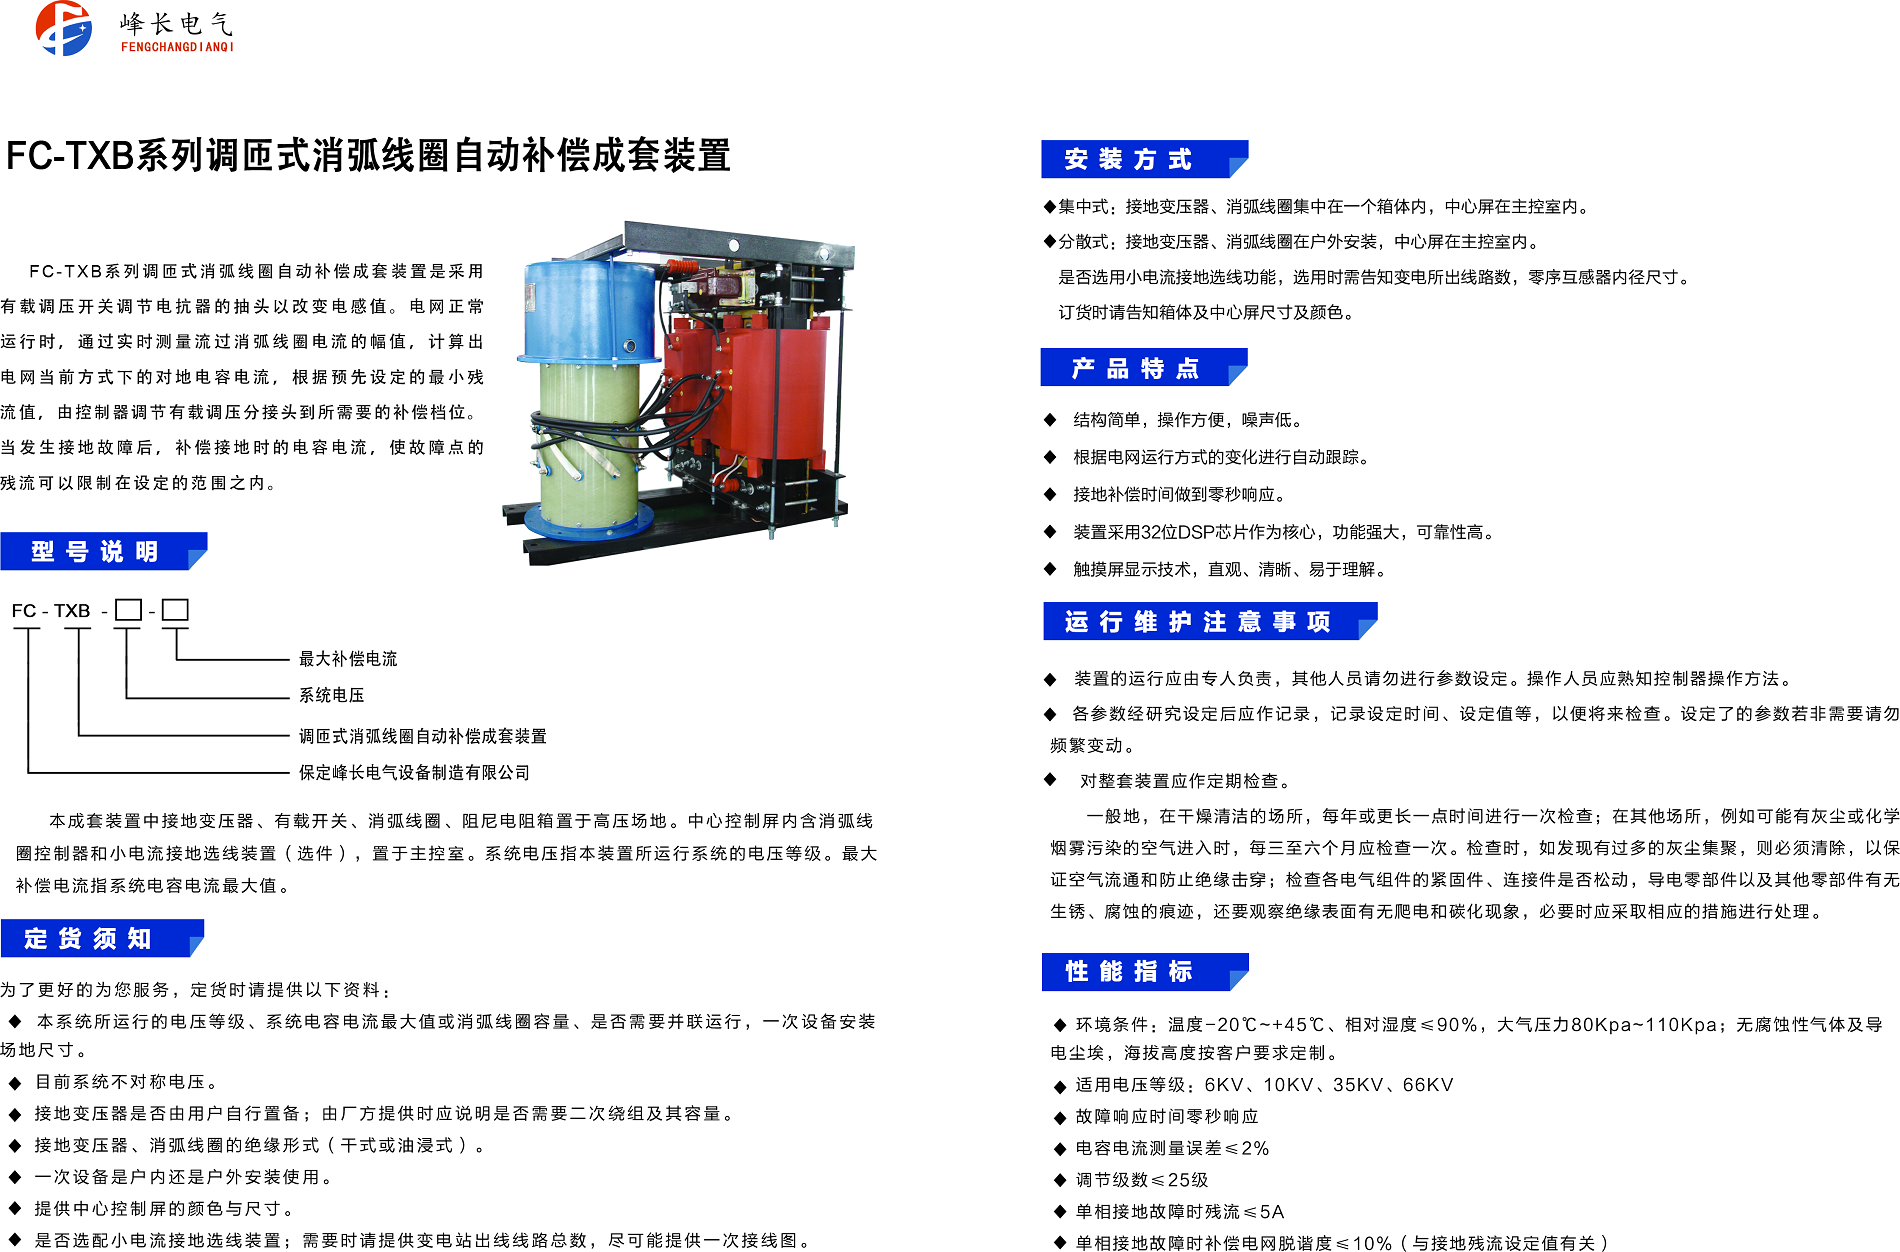 峰长电气
FENGCHANGDIANQI
FC-TXB系列调匝式消弧线圈自动补偿成套装置
FC-TXB系列调匝式消弧线圈自动补偿成套装置是采用
有载调压开关调节电抗器的抽头以改变电感值。电网正常
运行时，通过实时测量流过消弧线圈电流的幅值，计算出
电网当前方式下的对地电容电流，根据预先设定的最小残
流值，由控制器调节有载调压分接头到所需要的补偿档位。
当发生接地故障后，补偿接地时的电容电流，使故障点的
残流可以限制在设定的范围之内。
型号说明
FC - TXB - □ - □
最大补偿电流
系统电压
调匝式消弧线圈自动补偿成套装置
保定峰长电气设备制造有限公司
本成套装置中接地变压器、有载开关、消弧线圈、阻尼电阻箱置于高压场地。中心控制屏内含消弧线
圈控制器和小电流接地选线装置（选件），置于主控室。系统电压指本装置所运行系统的电压等级。最大
补偿电流指系统电容电流最大值。
定货须知
为了更好的为您服务，定货时请提供以下资料：
◆ 本系统所运行的电压等级、系统电容电流最大值或消弧线圈容量、是否需要并联运行，一次设备安装
场地尺寸。
◆ 目前系统不对称电压。
◆ 接地变压器是否由用户自行置备；由厂方提供时应说明是否需要二次绕组及其容量。
◆ 接地变压器、消弧线圈的绝缘形式（干式或油浸式）。
◆ 一次设备是户内还是户外安装使用。
◆ 提供中心控制屏的颜色与尺寸。
◆ 是否选配小电流接地选线装置；需要时请提供变电站出线线路总数，尽可能提供一次接线图。
安装方式
◆集中式：接地变压器、消弧线圈集中在一个箱体内，中心屏在主控室内。
◆分散式：接地变压器、消弧线圈在户外安装，中心屏在主控室内。
是否选用小电流接地选线功能，选用时需告知变电所出线路数，零序互感器内径尺寸。
订货时请告知箱体及中心屏尺寸及颜色。
产品特点
◆ 结构简单，操作方便，噪声低。
◆ 根据电网运行方式的变化进行自动跟踪。
◆ 接地补偿时间做到零秒响应。
◆ 装置采用32位DSP芯片作为核心，功能强大，可靠性高。
◆ 触摸屏显示技术，直观、清晰、易于理解。
运行维护注意事项
◆ 装置的运行应由专人负责，其他人员请勿进行参数设定。操作人员应熟知控制器操作方法。
◆ 各参数经研究设定后应作记录，记录设定时间、设定值等，以便将来检查。设定了的参数若非需要请勿
频繁变动。
◆ 对整套装置应作定期检查。
一般地，在干燥清洁的场所，每年或更长一点时间进行一次检查；在其他场所，例如可能有灰尘或化学
烟雾污染的空气进入时，每三至六个月应检查一次。检查时，如发现有过多的灰尘集聚，则必须清除，以保
证空气流通和防止绝缘击穿；检查各电气组件的紧固件、连接件是否松动，导电零部件以及其他零部件有无
生锈、腐蚀的痕迹，还要观察绝缘表面有无爬电和碳化现象，必要时应采取相应的措施进行处理。
性能指标
◆ 环境条件：温度-20℃~+45℃、相对湿度≤90%，大气压力80Kpa~110Kpa；无腐蚀性气体及导
电尘埃，海拔高度按客户要求定制。
◆ 适用电压等级：6KV、10KV、35KV、66KV
◆ 故障响应时间零秒响应
◆ 电容电流测量误差≤2%
◆ 调节级数≤25级
◆ 单相接地故障时残流≤5A
◆ 单相接地故障时补偿电网脱谐度≤10%（与接地残流设定值有关）